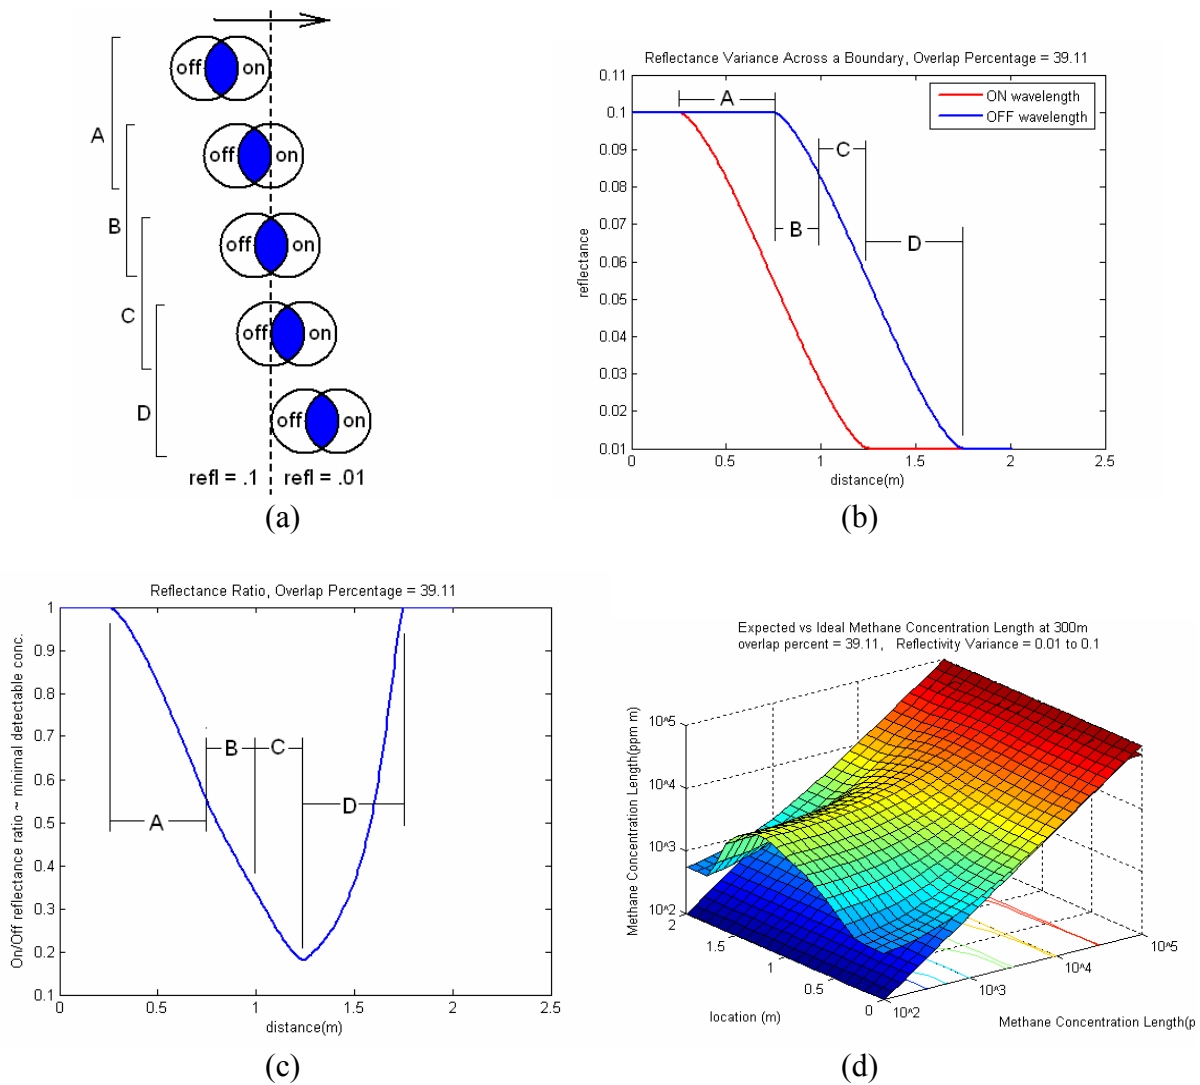 off on
A
off on
B
off on
C
off on
D
off on
refl = .1 refl = .01
(a)
Reflectance Variance Across a Boundary, Overlap Percentage = 39.11
0.11
0.1
0.09
0.08
0.07
0.06
0.05
0.04
0.03
0.02
0.01
reflectance
A
B
C
D
ON wavelength
OFF wavelength
0 0.5 1 1.5 2 2.5
distance(m)
(b)
Reflectance Ratio, Overlap Percentage = 39.11
1
0.9
0.8
0.7
0.6
0.5
0.4
0.3
0.2
0.1
On/Off reflectance ratio ~ minimal detectable conc.
A
B
C
D
0 0.5 1 1.5 2 2.5
distance(m)
(c)
Expected vs Ideal Methane Concentration Length at 300m
overlap percent = 39.11, Reflectivity Variance = 0.01 to 0.1
Methane Concentration Length(ppm m)
10^5
10^4
10^3
10^2
2
1.5
1
0.5
0
location (m)
10^2
10^3
10^4
10^5
Methane Concentration Length(p
(d)